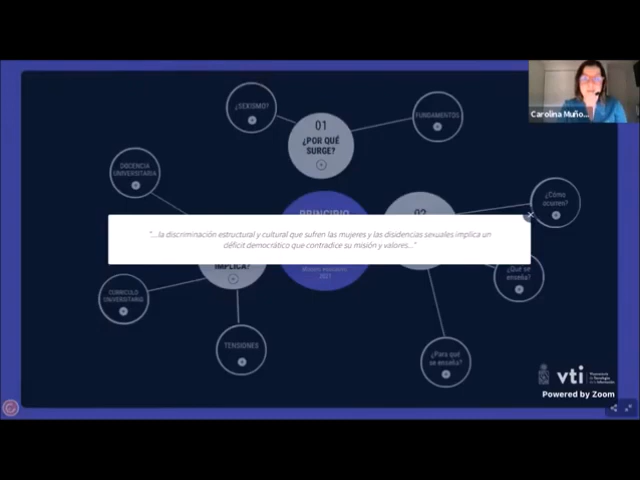 Carolina Muño...
¿SEXISMO?
01
¿POR QUÉ
SURGE?
FUNDAMENTOS
DOCENCIA
UNIVERSITARIA
PRINCIPIO
02
¿Cómo
ocurren?
"...la discriminación estructural y cultural que sufren las mujeres y las disidencias sexuales implica un
déficit democrático que contradice su misión y valores..."
IMPLICA?
2021
¿Qué se
enseña?
CURRÍCULO
UNIVERSITARIO
TENSIONES
¿Para qué
se enseña?
vti
Powered by Zoom